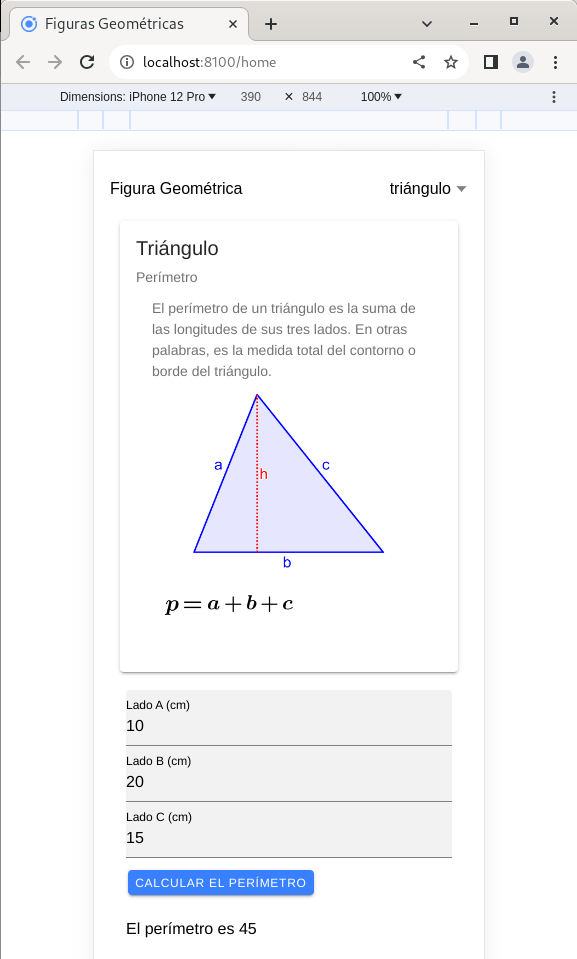 Figuras Geométricas
localhost:8100/home
Dimensions: iPhone 12 Pro 390 × 844 100%
Figura Geométrica triángulo
Triángulo
Perímetro
El perímetro de un triángulo es la suma de
las longitudes de sus tres lados. En otras
palabras, es la medida total del contorno o
borde del triángulo.
a c
h
b
p = a + b + c
Lado A (cm)
10
Lado B (cm)
20
Lado C (cm)
15
CALCULAR EL PERÍMETRO
El perímetro es 45